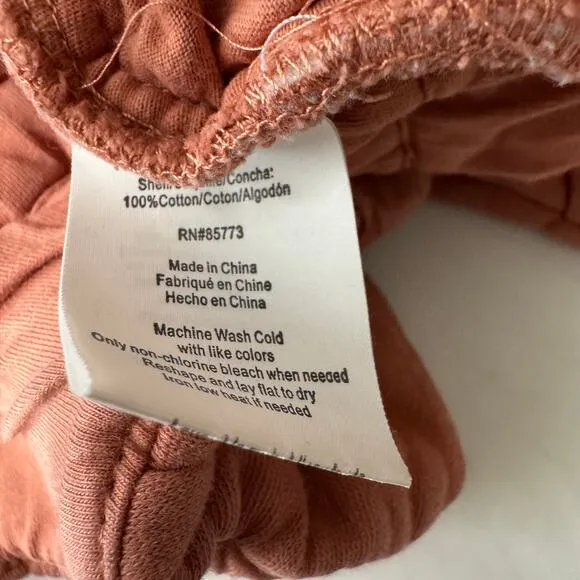 Concha:
100%Cotton/Coton/Algodón
RN#85773
Made in China
Fabriqué en Chine
Hecho en China
Machine Wash Cold
with like colors
Only non-chlorine bleach when needed
Reshape and lay flat to dry
Iron low heat if needed